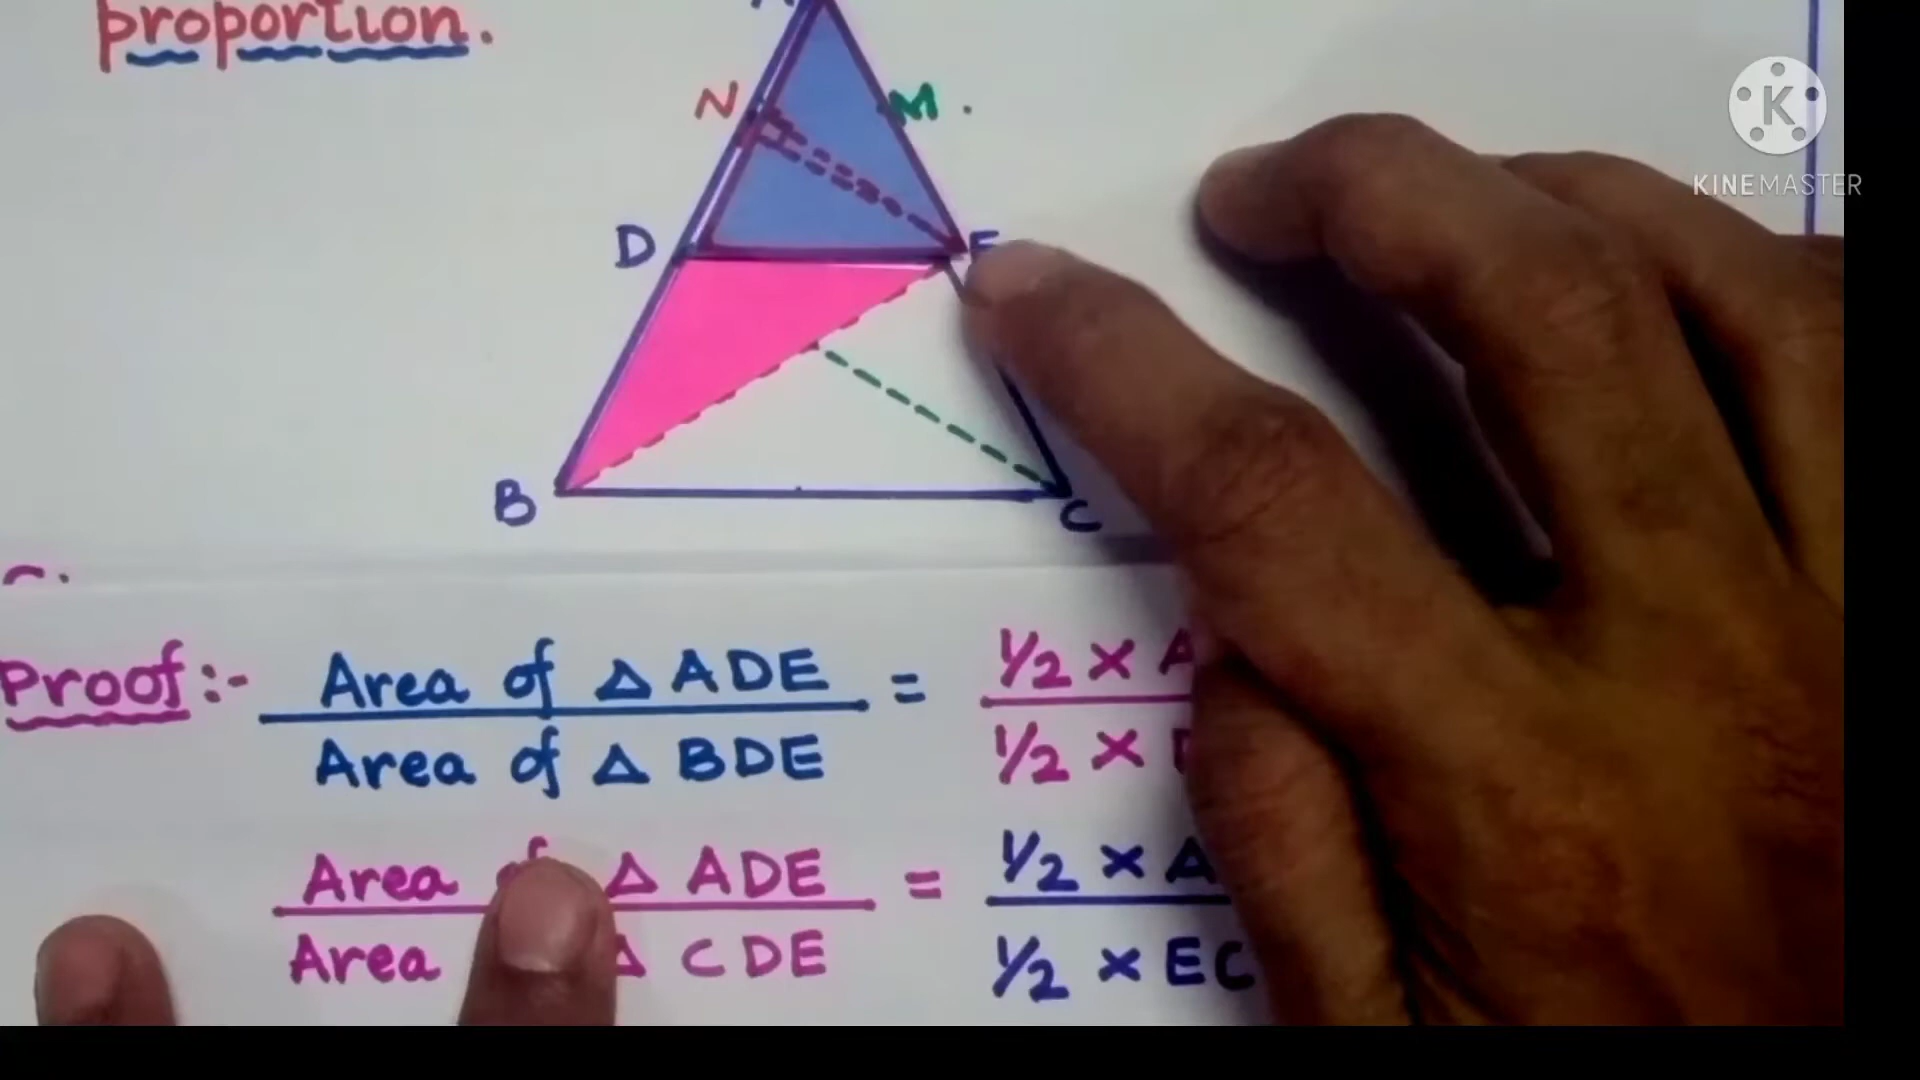 proportion.
A
N M.
D E
B C
Proof:- Area of △ ADE = 1/2 × A
Area of △ BDE 1/2 ×
Area of △ ADE = 1/2 × A
Area △ CDE 1/2 × EC
KINEMASTER